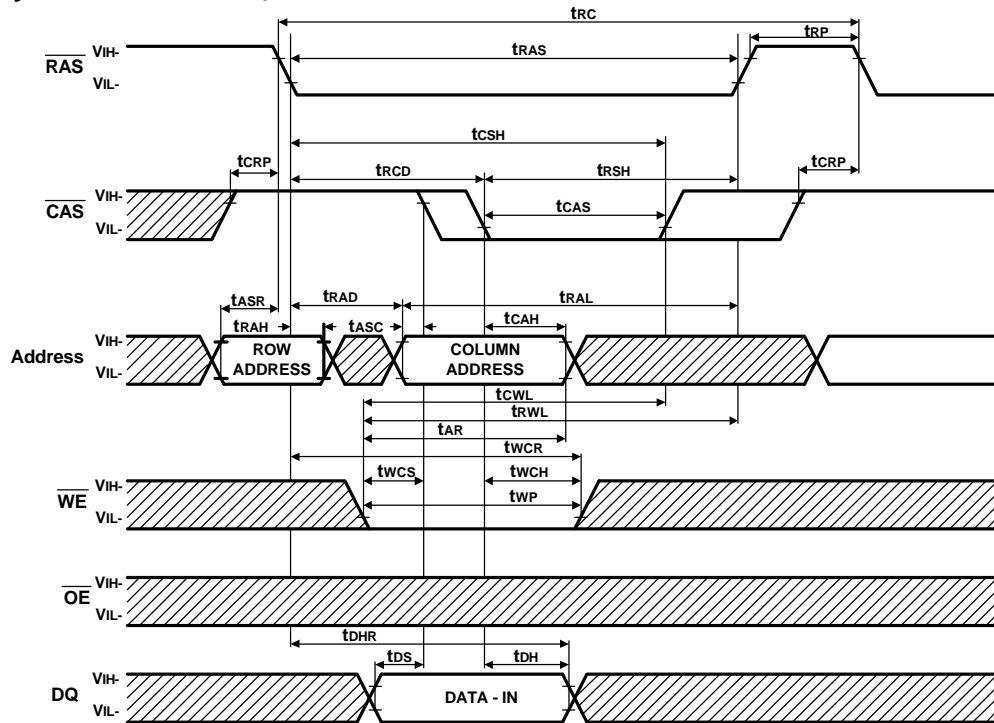 tRC
tRAS
tRP
RAS
VIH-
VIL-
tCSH
tCRP
tRCD
tRSH
tCRP
CAS
VIH-
VIL-
tCAS
tASR
tRAD
tRAL
tRAH
tASC
tCAH
Address
VIH-
VIL-
ROW
ADDRESS
COLUMN
ADDRESS
tCWL
tRWL
tAR
tWCR
tWCS
tWCH
tWP
WE
VIH-
VIL-
OE
VIH-
VIL-
tDHR
tDS
tDH
DQ
VIH-
VIL-
DATA - IN